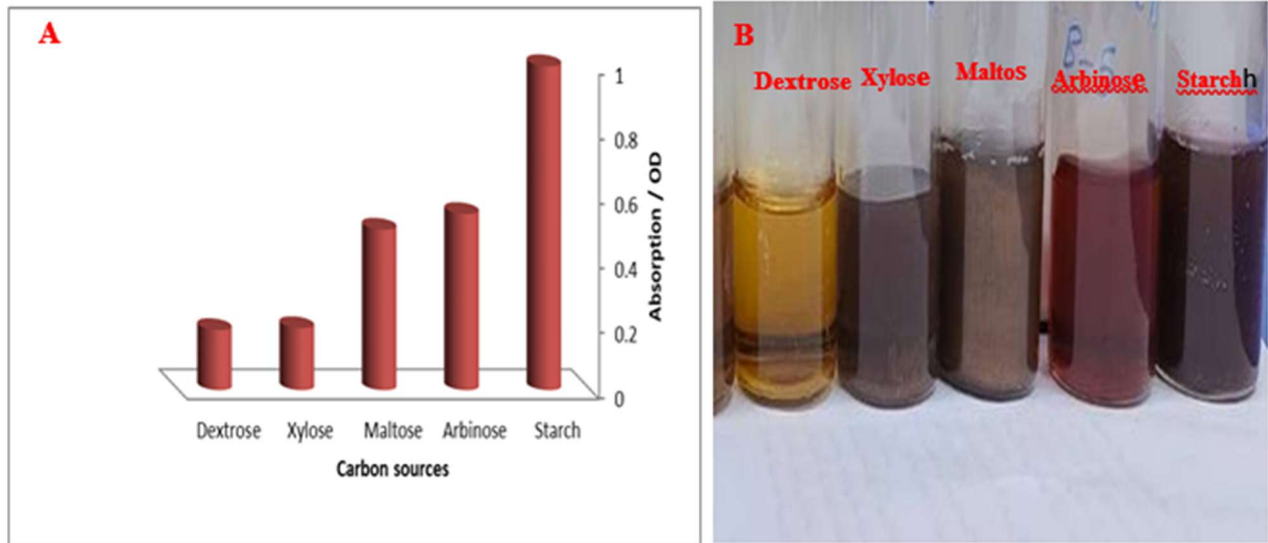 A
1
0.8
0.6
0.4
0.2
0
Absorption / OD
Dextrose Xylose Maltose Arbinose Starch
Carbon sources
B
Dextrose Xylose Maltos Arbinose Starchh